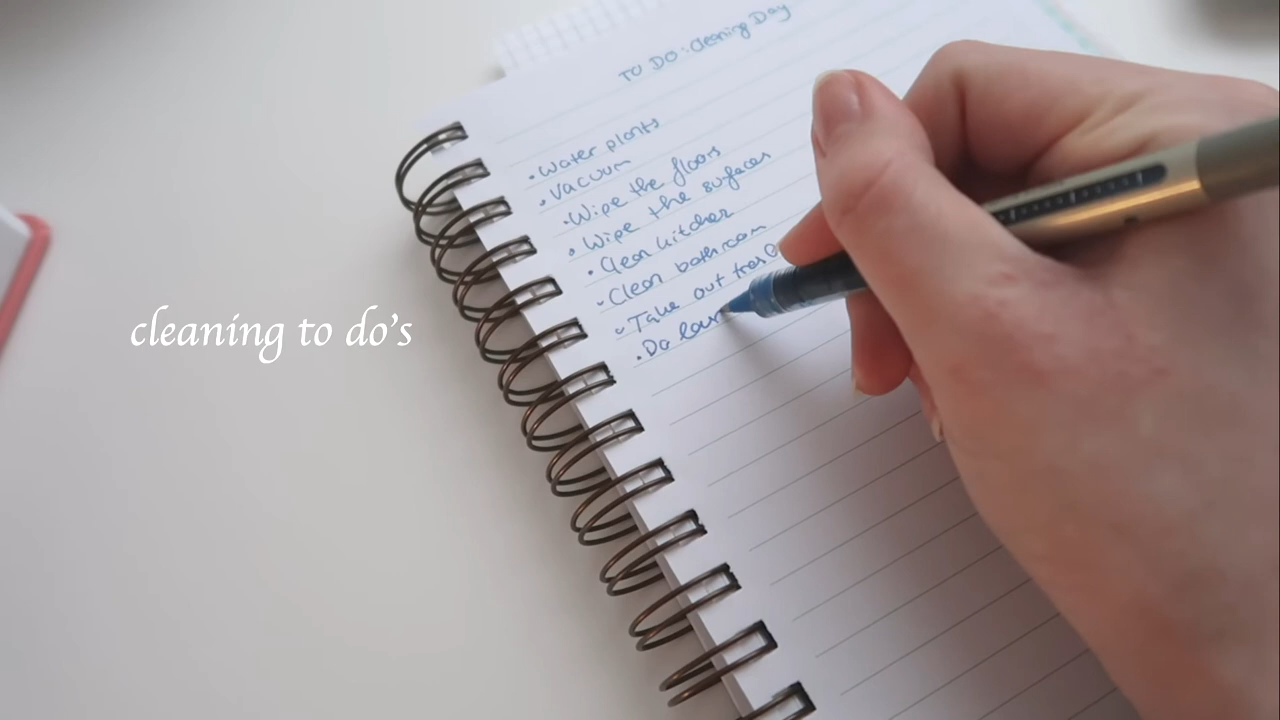 TO DO: Cleaning Day
• Water plants
• Vacuum
• Wipe the floors
• Wipe the surfaces
• Clean kitchen
• Clean bathroom
• Take out
• Do
cleaning to do's